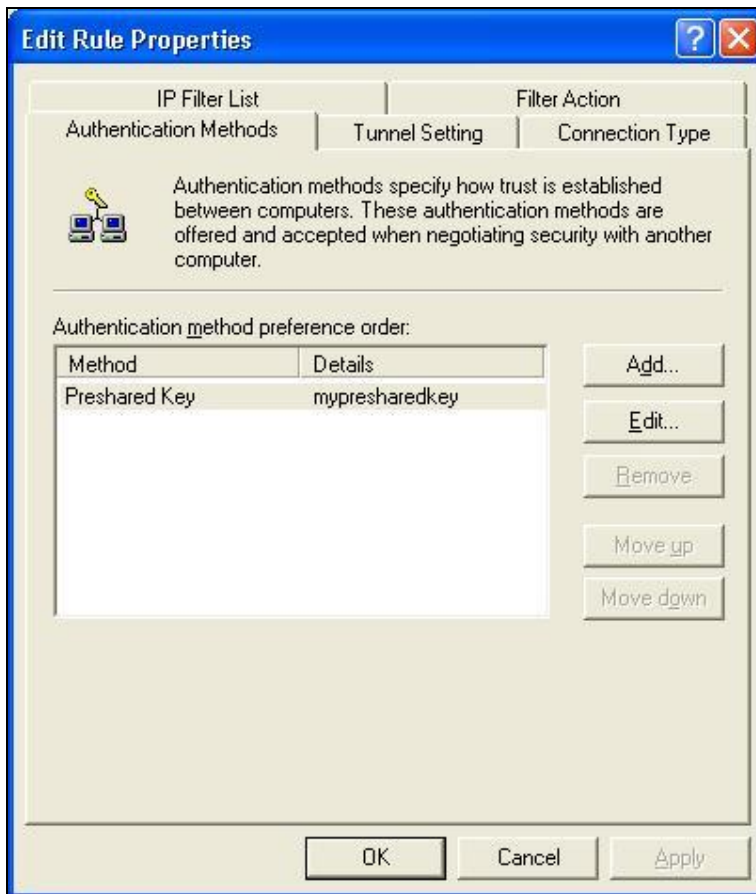 Edit Rule Properties
?
IP Filter List
Filter Action
Authentication Methods
Tunnel Setting
Connection Type
Authentication methods specify how trust is established
between computers. These authentication methods are
offered and accepted when negotiating security with another
computer.
Authentication method preference order:
Method Details
Preshared Key mypresharedkey
Add...
Edit...
Remove
Move up
Move down
OK
Cancel
Apply